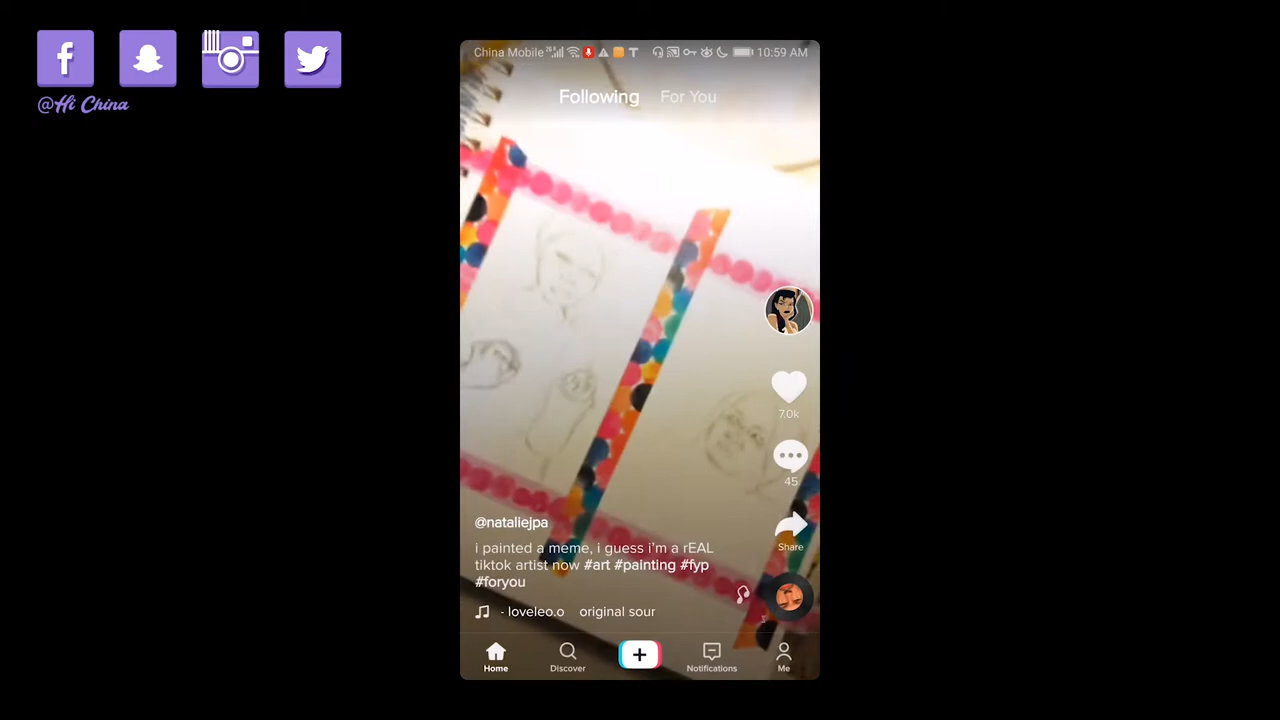 @Hi China
China Mobile 10:59 AM
Following For You
7.0k
45
Share
@nataliejpa
i painted a meme, i guess i'm a rEAL
tiktok artist now #art #painting #fyp
#foryou
- loveleo.o original sour
Home Discover Notifications Me